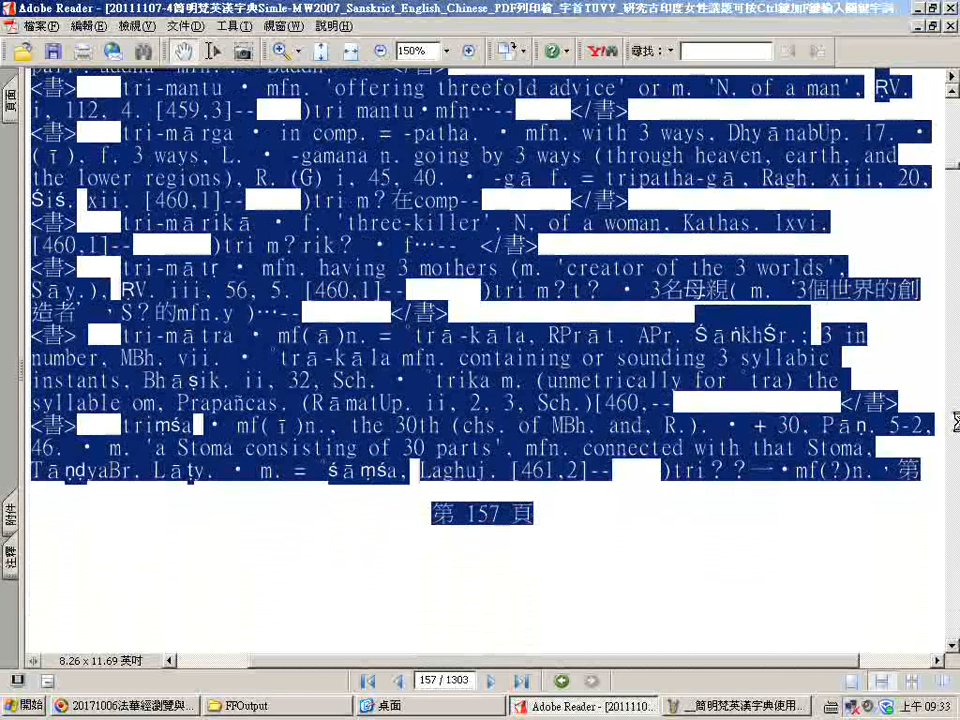 Adobe Reader - [20111107-4簡明梵英漢字典Simle-MW2007_Sanskrict_English_Chinese_PDF列印檔_字首TUVY_研究古印度女性議題可按Ctrl鍵加F鍵輸入關鍵字詞
檔案(F) 編輯(E) 檢視(V) 文件(D) 工具(T) 視窗(W) 說明(H)
150% Y! 尋找：
頁面
<書> tri-mantu • mfn. 'offering threefold advice' or m. 'N. of a man', ṚV.
i, 112, 4. [459,3]-- )tri mantu•mfn…-- </書>
<書> tri-mārga • in comp. = -patha. • mfn. with 3 ways, DhyānabUp. 17. •
(ī). f. 3 ways, L. • -gamana n. going by 3 ways (through heaven, earth, and
the lower regions), R. (G) i, 45, 40. • -gā f. = tripatha-gā, Ragh. xiii, 20,
Śiś. xii. [460,1]-- )tri m?在comp-- </書>
<書> tri-mārikā • f. 'three-killer', N. of a woman, Kathas. lxvi.
[460,1]-- )tri m?rik? • f…-- </書>
<書> tri-mātṛ • mfn. having 3 mothers (m. 'creator of the 3 worlds',
Sāy.), ṚV. iii, 56, 5. [460,1]-- )tri m?t? • 3名母親( m. '3個世界的創
造者'，S?的mfn.y )…-- </書>
<書> tri-mātra • mf(ā)n. = °trā-kāla, RPrāt. APr. ŚāṅkhŚr.; 3 in
number, MBh. vii. • °trā-kāla mfn. containing or sounding 3 syllabic
instants, Bhāṣik. ii, 32, Sch. • °trika m. (unmetrically for °tra) the
syllable om, Prapañcas. (RāmatUp. ii, 2, 3, Sch.)[460,-- </書>
<書> triṃśa • mf(ī)n., the 30th (chs. of MBh. and, R.). • + 30, Pāṇ. 5-2,
46. • m. 'a Stoma consisting of 30 parts', mfn. connected with that Stoma,
TāṇḍyaBr. Lāṭy. • m. = °śāṃśa, Laghuj. [461,2]-- )tri??一•mf(?)n.，第
第 157 頁
附件
注釋
8.26 x 11.69 英吋
157 / 1303
開始 20171006法華經瀏覽與... FFOutput 桌面 Adobe Reader - [2011110... __簡明梵英字典使用... 上午 09:33